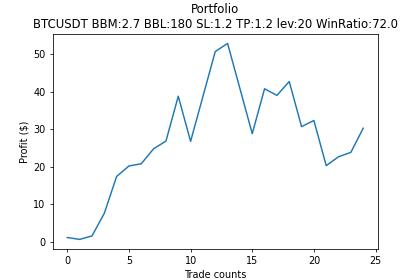 Portfolio
BTCUSDT BBM:2.7 BBL:180 SL:1.2 TP:1.2 lev:20 WinRatio:72.0
50
40
30
20
10
0
Profit ($)
0 5 10 15 20 25
Trade counts